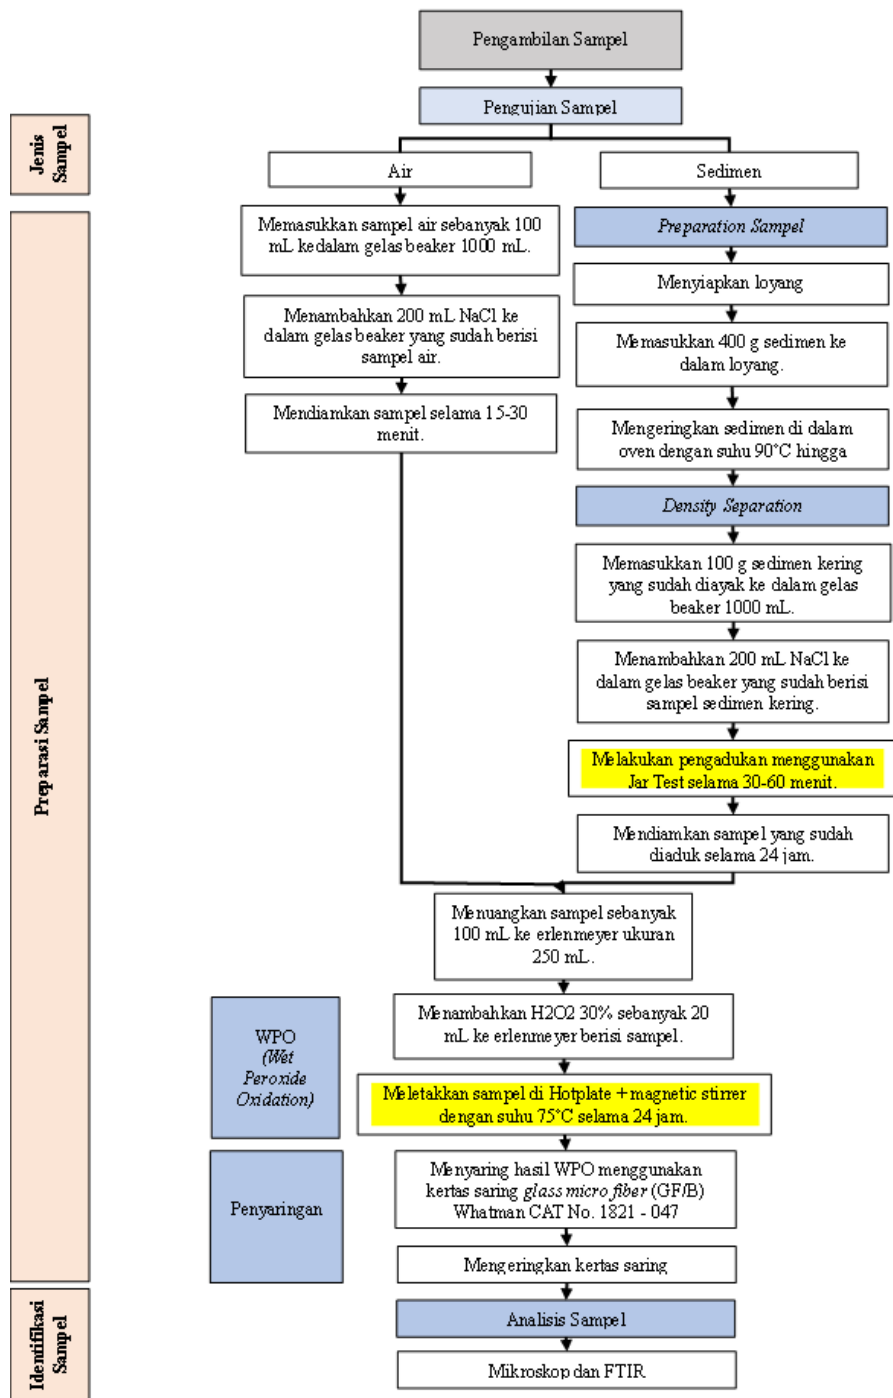 Pengambilan Sampel
Pengujian Sampel
Jenis
Sampel
Air
Sedimen
Preparasi Sampel
Memasukkan sampel air sebanyak 100
mL kedalam gelas beaker 1000 mL.
Menambahkan 200 mL NaCl ke
dalam gelas beaker yang sudah berisi
sampel air.
Mendiamkan sampel selama 15-30
menit.
Preparation Sampel
Menyiapkan loyang
Memasukkan 400 g sedimen ke
dalam loyang.
Mengeringkan sedimen di dalam
oven dengan suhu 90°C hingga
Density Separation
Memasukkan 100 g sedimen kering
yang sudah diayak ke dalam gelas
beaker 1000 mL.
Menambahkan 200 mL NaCl ke
dalam gelas beaker yang sudah berisi
sampel sedimen kering.
Melakukan pengadukan menggunakan
Jar Test selama 30-60 menit.
Mendiamkan sampel yang sudah
diaduk selama 24 jam.
Menuangkan sampel sebanyak
100 mL ke erlenmeyer ukuran
250 mL.
WPO
(Wet
Peroxide
Oxidation)
Menambahkan H2O2 30% sebanyak 20
mL ke erlenmeyer berisi sampel.
Meletakkan sampel di Hotplate + magnetic stirrer
dengan suhu 75°C selama 24 jam.
Penyaringan
Menyaring hasil WPO menggunakan
kertas saring glass micro fiber (GF/B)
Whatman CAT No. 1821 - 047
Mengeringkan kertas saring
Identifikasi
Sampel
Analisis Sampel
Mikroskop dan FTIR